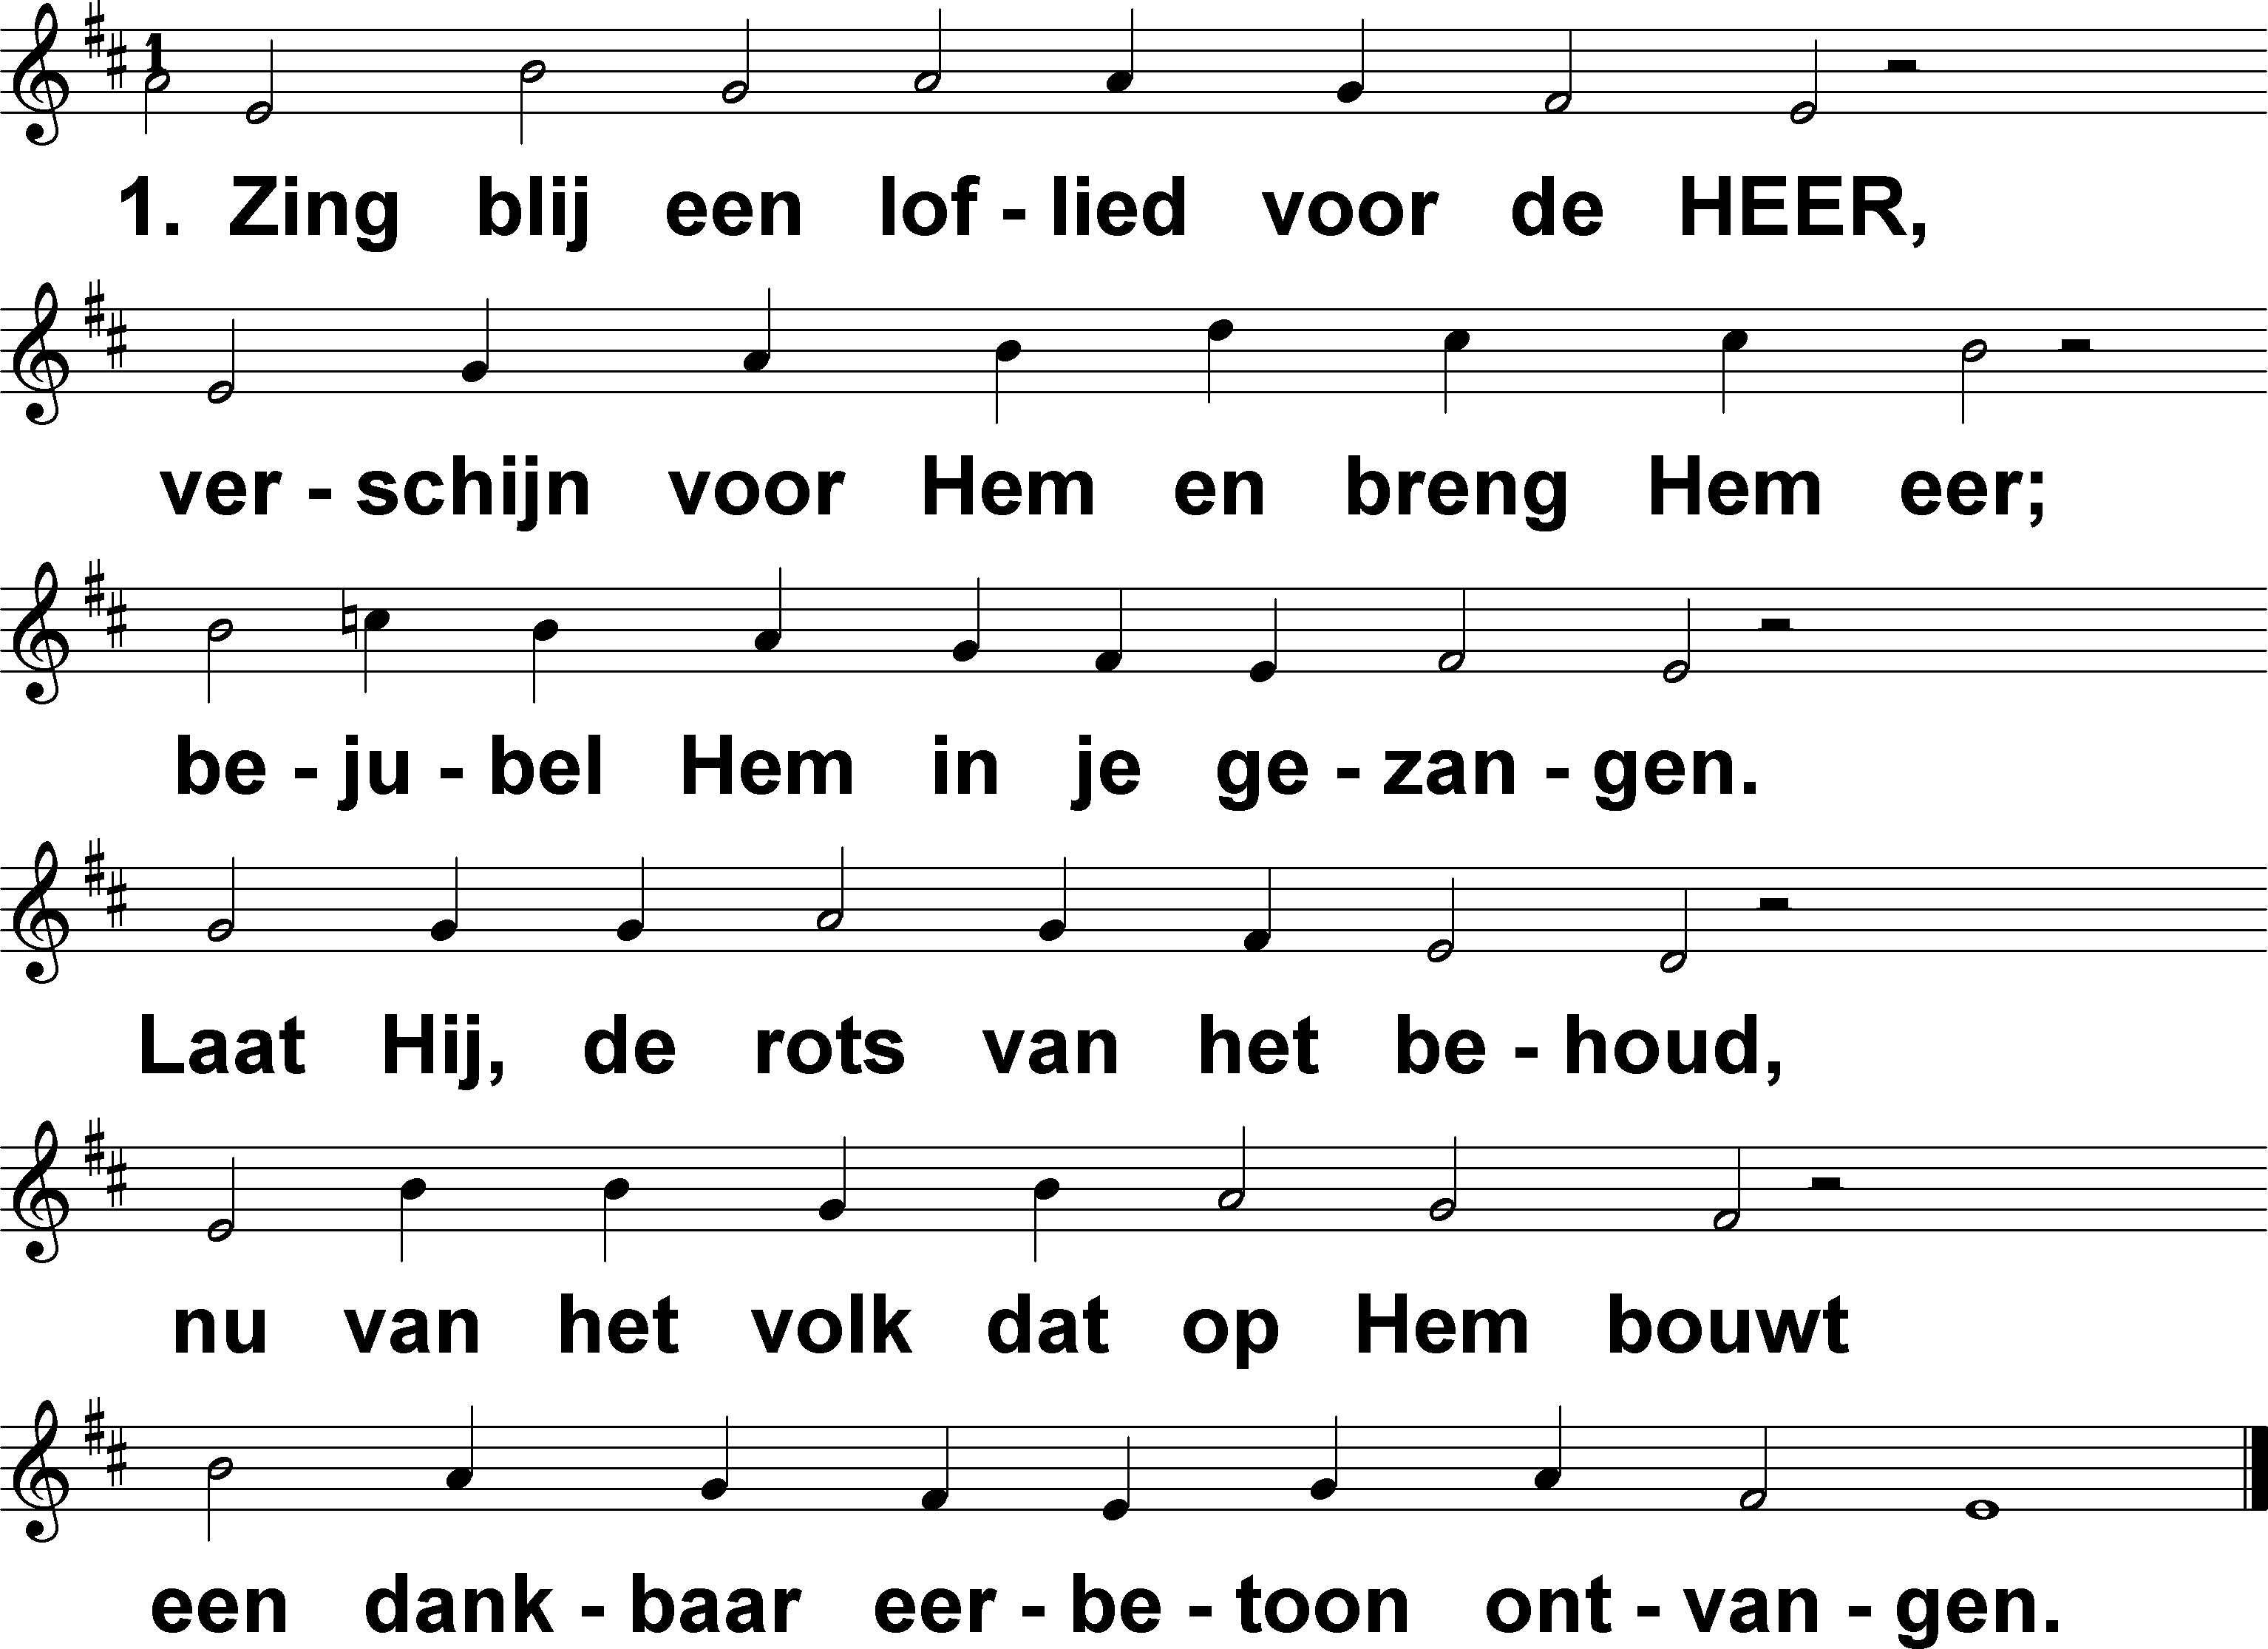 1
1. Zing blij een lof - lied voor de HEER,
ver - schijn voor Hem en breng Hem eer;
be - ju - bel Hem in je ge - zan - gen.
Laat Hij, de rots van het be - houd,
nu van het volk dat op Hem bouwt
een dank - baar eer - be - toon ont - van - gen.